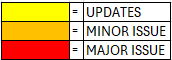 = UPDATES
= MINOR ISSUE
= MAJOR ISSUE